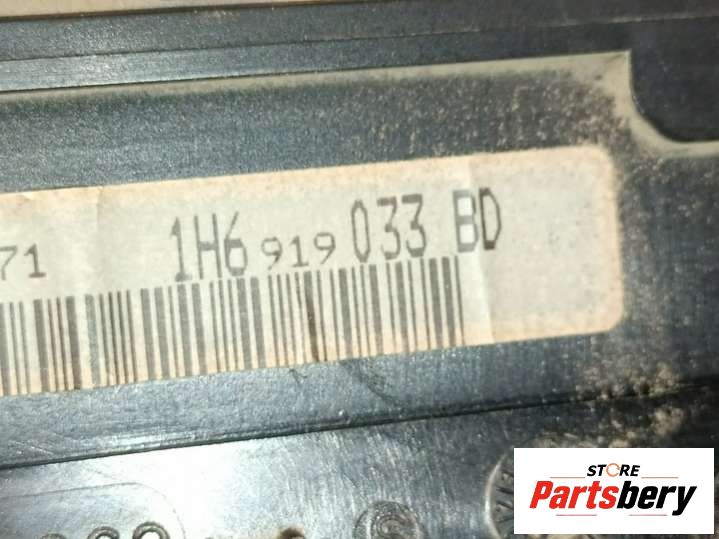 71 1H6 919 033 BD
STORE
Partsbery